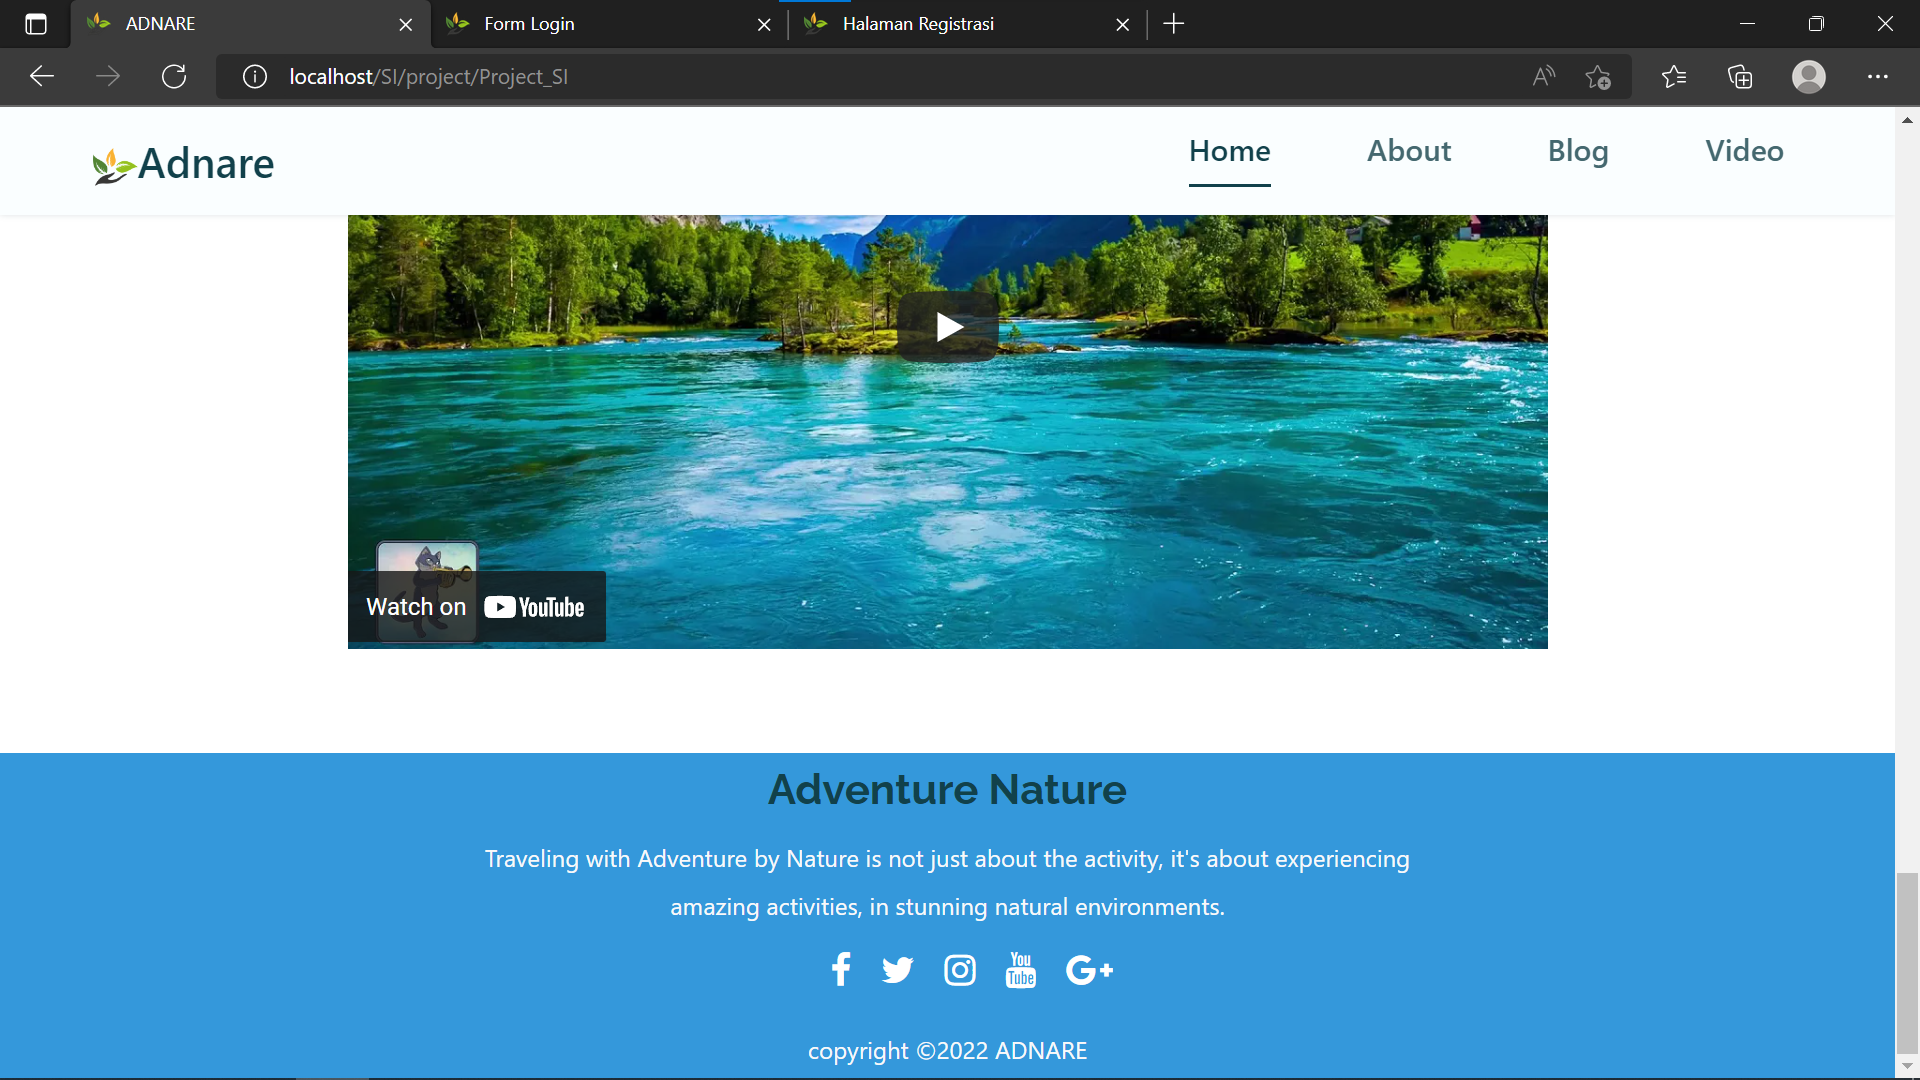 ADNARE
Form Login
Halaman Registrasi
localhost/SI/project/Project_SI
Adnare
Home
About
Blog
Video
Watch on YouTube
Adventure Nature
Traveling with Adventure by Nature is not just about the activity, it's about experiencing
amazing activities, in stunning natural environments.
You
Tube
G+
copyright ©2022 ADNARE